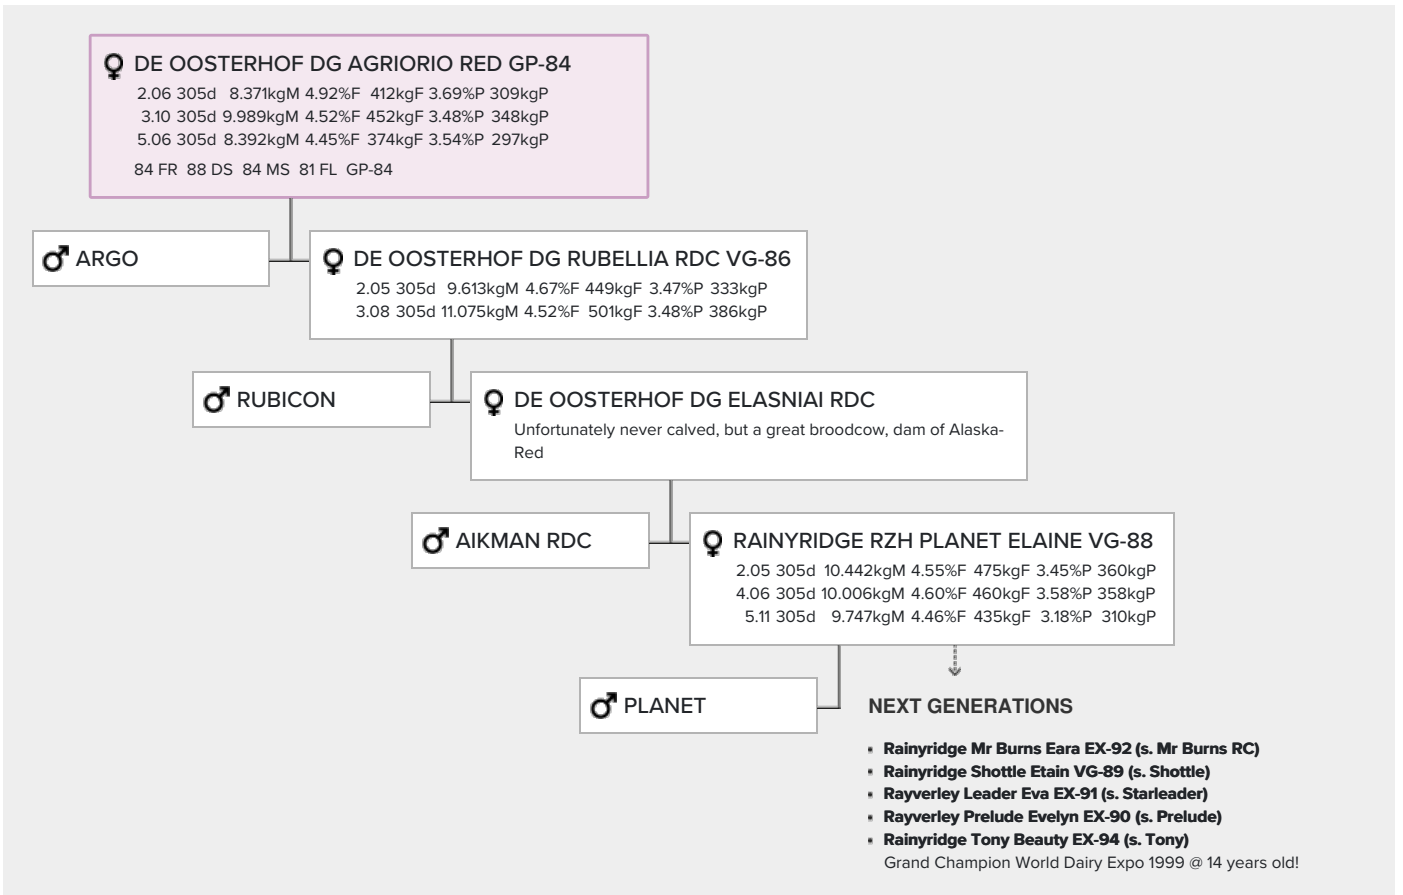 DE OOSTERHOF DG AGRIORIO RED GP-84
2.06 305d 8.371kgM 4.92%F 412kgF 3.69%P 309kgP
3.10 305d 9.989kgM 4.52%F 452kgF 3.48%P 348kgP
5.06 305d 8.392kgM 4.45%F 374kgF 3.54%P 297kgP
84 FR 88 DS 84 MS 81 FL GP-84
ARGO
DE OOSTERHOF DG RUBELLIA RDC VG-86
2.05 305d 9.613kgM 4.67%F 449kgF 3.47%P 333kgP
3.08 305d 11.075kgM 4.52%F 501kgF 3.48%P 386kgP
RUBICON
DE OOSTERHOF DG ELASNIAI RDC
Unfortunately never calved, but a great broodcow, dam of Alaska-
Red
AIKMAN RDC
RAINYRIDGE RZH PLANET ELAINE VG-88
2.05 305d 10.442kgM 4.55%F 475kgF 3.45%P 360kgP
4.06 305d 10.006kgM 4.60%F 460kgF 3.58%P 358kgP
5.11 305d 9.747kgM 4.46%F 435kgF 3.18%P 310kgP
PLANET
NEXT GENERATIONS
▪ Rainyridge Mr Burns Eara EX-92 (s. Mr Burns RC)
▪ Rainyridge Shottle Etain VG-89 (s. Shottle)
▪ Rayverley Leader Eva EX-91 (s. Starleader)
▪ Rayverley Prelude Evelyn EX-90 (s. Prelude)
▪ Rainyridge Tony Beauty EX-94 (s. Tony)
Grand Champion World Dairy Expo 1999 @ 14 years old!